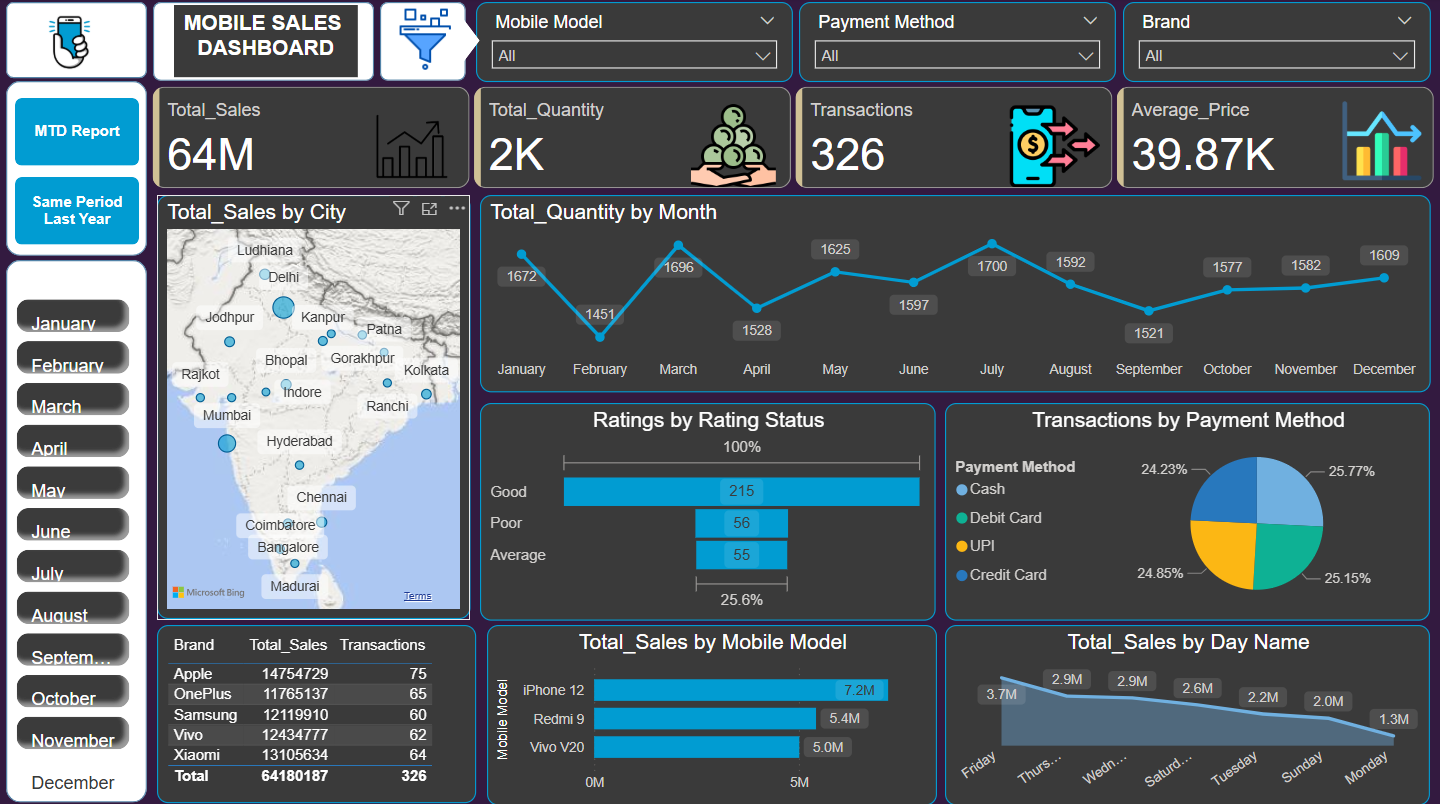 MOBILE SALES
DASHBOARD
Mobile Model
All
Payment Method
All
Brand
All
MTD Report
Same Period
Last Year
Total_Sales
64M
Total_Quantity
2K
Transactions
326
Average_Price
39.87K
January
February
March
April
May
June
July
August
Septem...
October
November
December
Total_Sales by City
Ludhiana
Delhi
Jodhpur
Kanpur
Patna
Bhopal
Gorakhpur
Rajkot
Kolkata
Indore
Ranchi
Mumbai
Hyderabad
Chennai
Coimbatore
Bangalore
Madurai
Microsoft Bing
Terms
Total_Quantity by Month
1672
1451
1696
1528
1625
1597
1700
1592
1521
1577
1582
1609
January February March April May June July August September October November December
Ratings by Rating Status
100%
Good 215
Poor 56
Average 55
25.6%
Transactions by Payment Method
Payment Method
Cash
Debit Card
UPI
Credit Card
24.23%
25.77%
24.85%
25.15%
Brand Total_Sales Transactions
Apple 14754729 75
OnePlus 11765137 65
Samsung 12119910 60
Vivo 12434777 62
Xiaomi 13105634 64
Total 64180187 326
Total_Sales by Mobile Model
Mobile Model
iPhone 12 7.2M
Redmi 9 5.4M
Vivo V20 5.0M
0M 5M
Total_Sales by Day Name
3.7M
2.9M
2.9M
2.6M
2.2M
2.0M
1.3M
Friday Thurs... Wedn... Saturd... Tuesday Sunday Monday